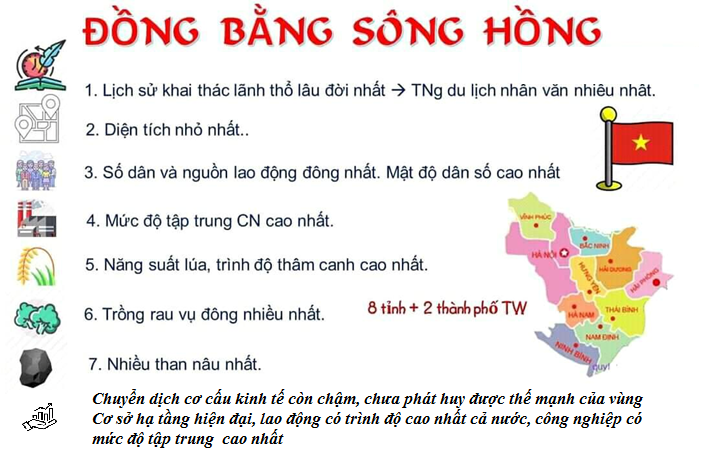 ĐỒNG BẰNG SÔNG HỒNG
1. Lịch sử khai thác lãnh thổ lâu đời nhất → TNg du lịch nhân văn nhiêu nhât.
2. Diện tích nhỏ nhất..
3. Số dân và nguồn lao động đông nhất. Mật độ dân số cao nhất
4. Mức độ tập trung CN cao nhất.
5. Năng suất lúa, trình độ thâm canh cao nhất.
6. Trồng rau vụ đông nhiều nhất.
7. Nhiều than nâu nhất.
8 tỉnh + 2 thành phố TW
VĨNH PHÚC
BẮC NINH
HÀ NỘI
HẢI DƯƠNG
HƯNG YÊN
HẢI PHÒNG
HÀ NAM
THÁI BÌNH
NAM ĐỊNH
NINH BÌNH
quy!
Chuyển dịch cơ cấu kinh tế còn chậm, chưa phát huy được thế mạnh của vùng
Cơ sở hạ tầng hiện đại, lao động có trình độ cao nhất cả nước, công nghiệp có
mức độ tập trung cao nhất